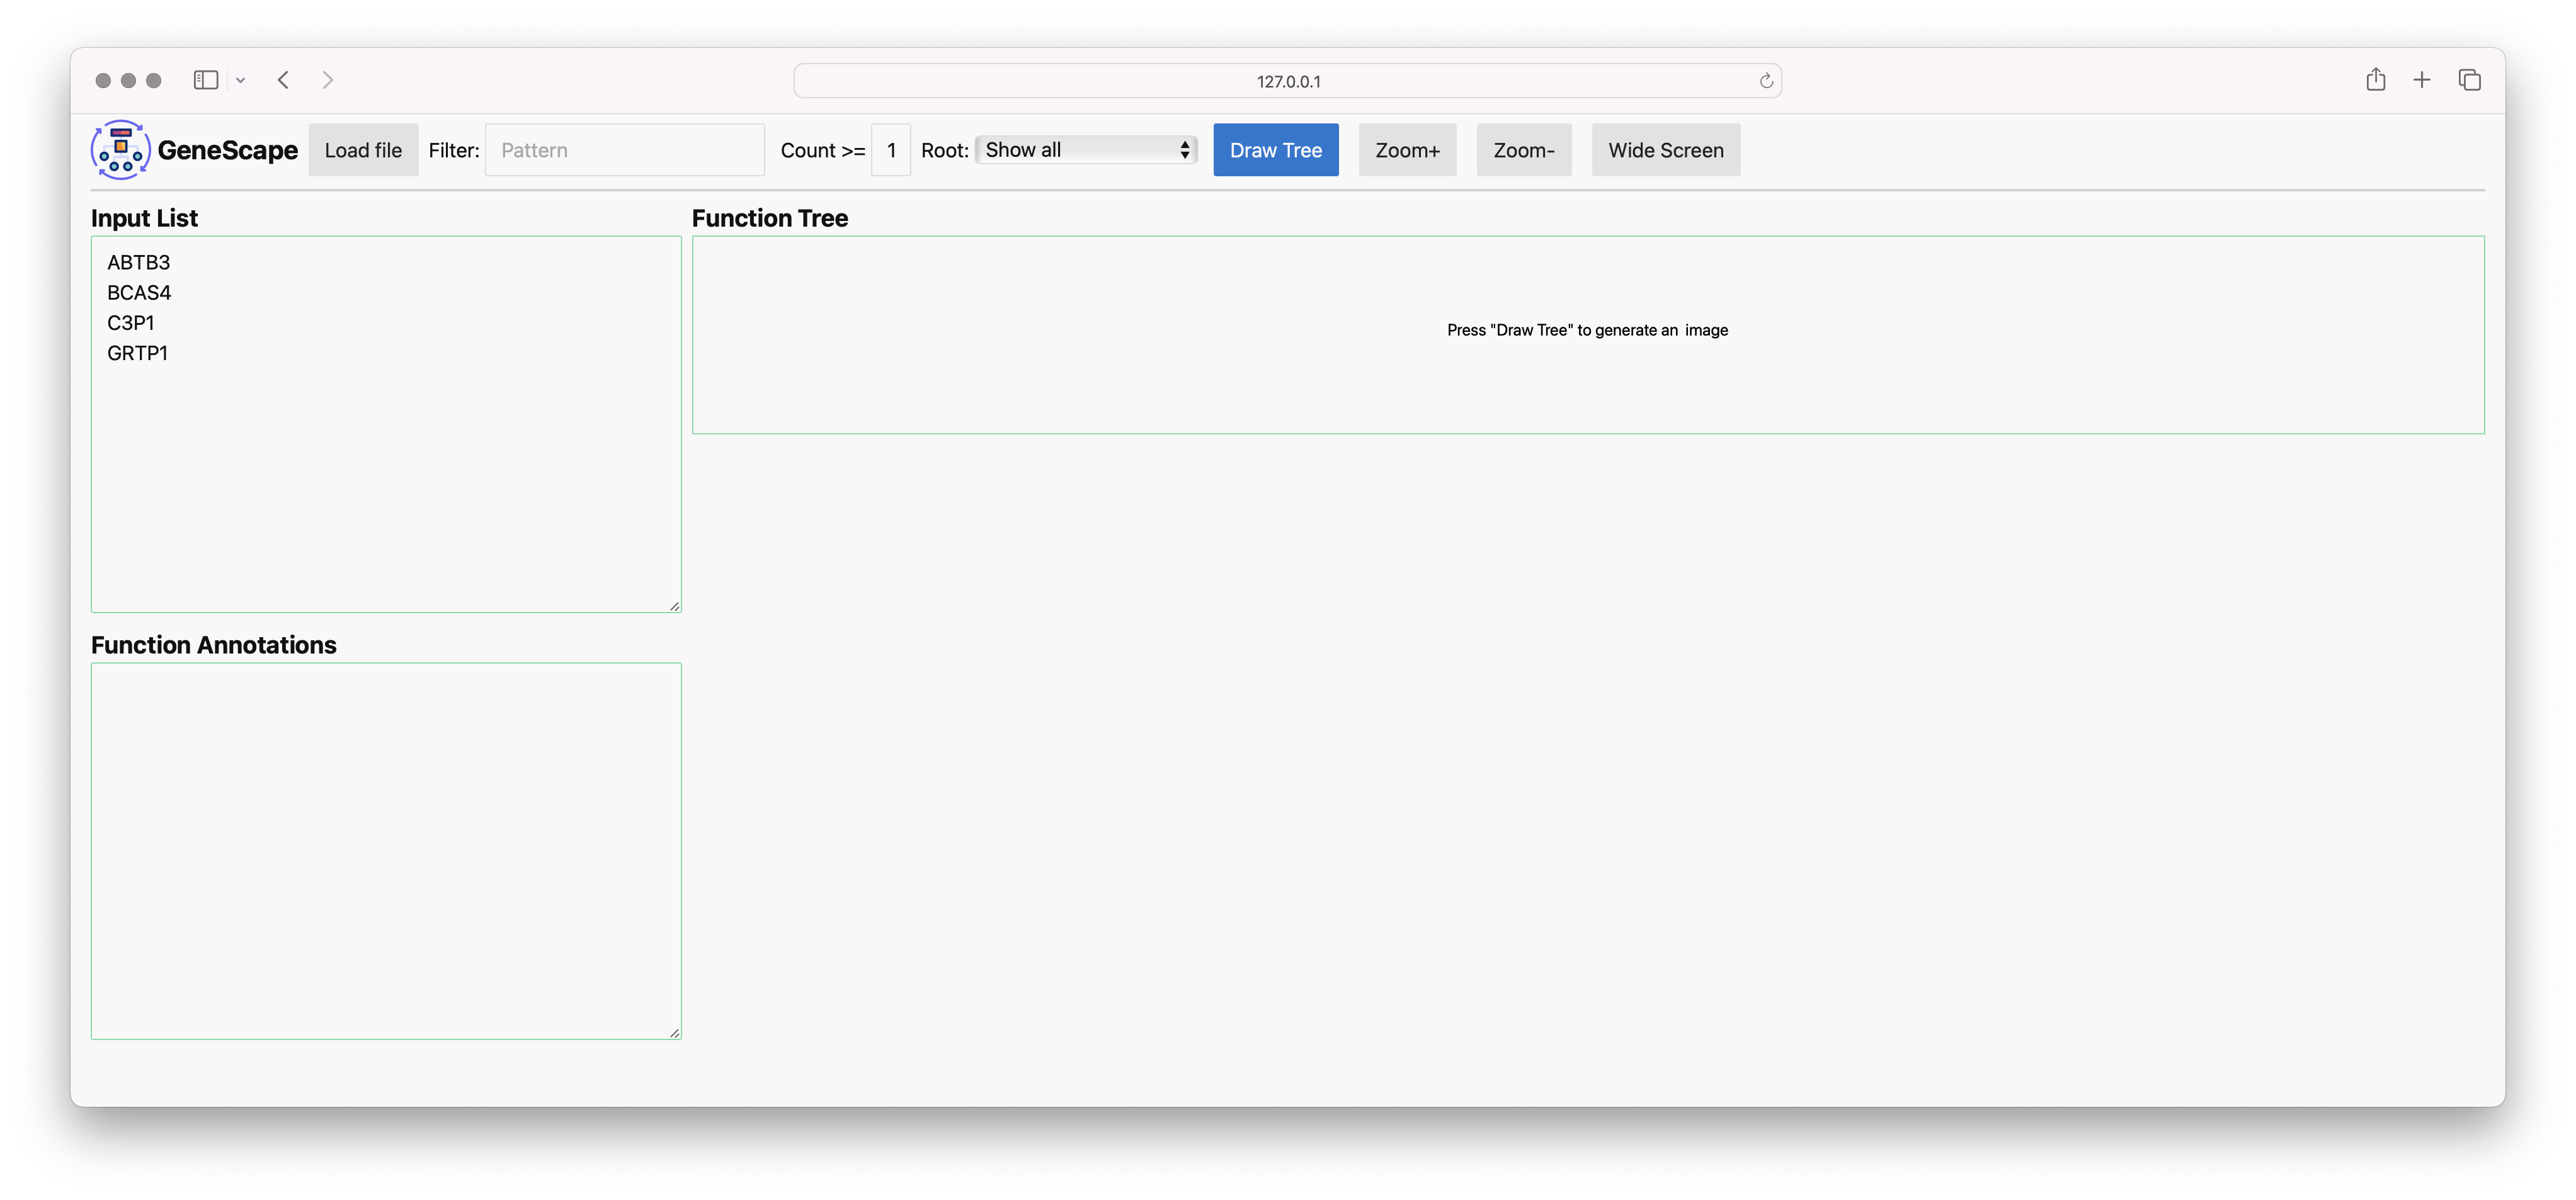 127.0.0.1
GeneScape Load file Filter: Pattern Count >= 1 Root: Show all Draw Tree Zoom+ Zoom- Wide Screen
Input List
ABTB3
BCAS4
C3P1
GRTP1
Function Tree
Press "Draw Tree" to generate an image
Function Annotations